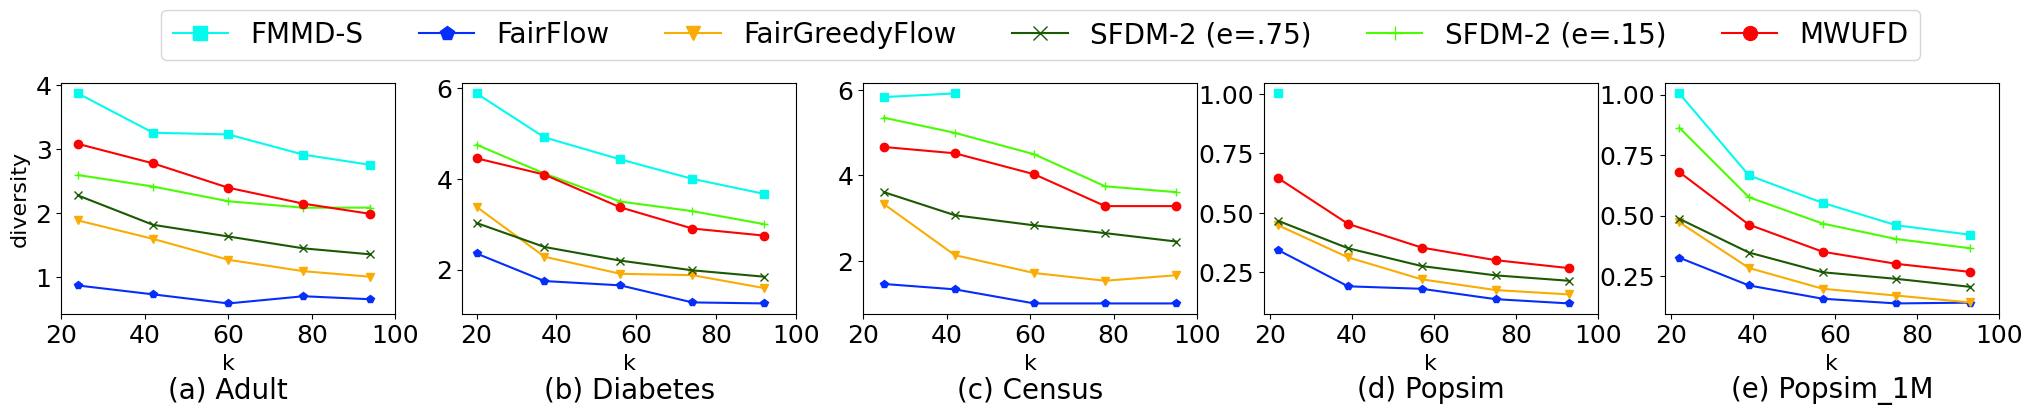 FMMD-S FairFlow FairGreedyFlow SFDM-2 (e=.75) SFDM-2 (e=.15) MWUFD
diversity
4
3
2
1
20 40 60 80 100
k
(a) Adult
6
4
2
20 40 60 80 100
k
(b) Diabetes
6
4
2
20 40 60 80 100
k
(c) Census
1.00
0.75
0.50
0.25
20 40 60 80 100
k
(d) Popsim
1.00
0.75
0.50
0.25
20 40 60 80 100
k
(e) Popsim_1M